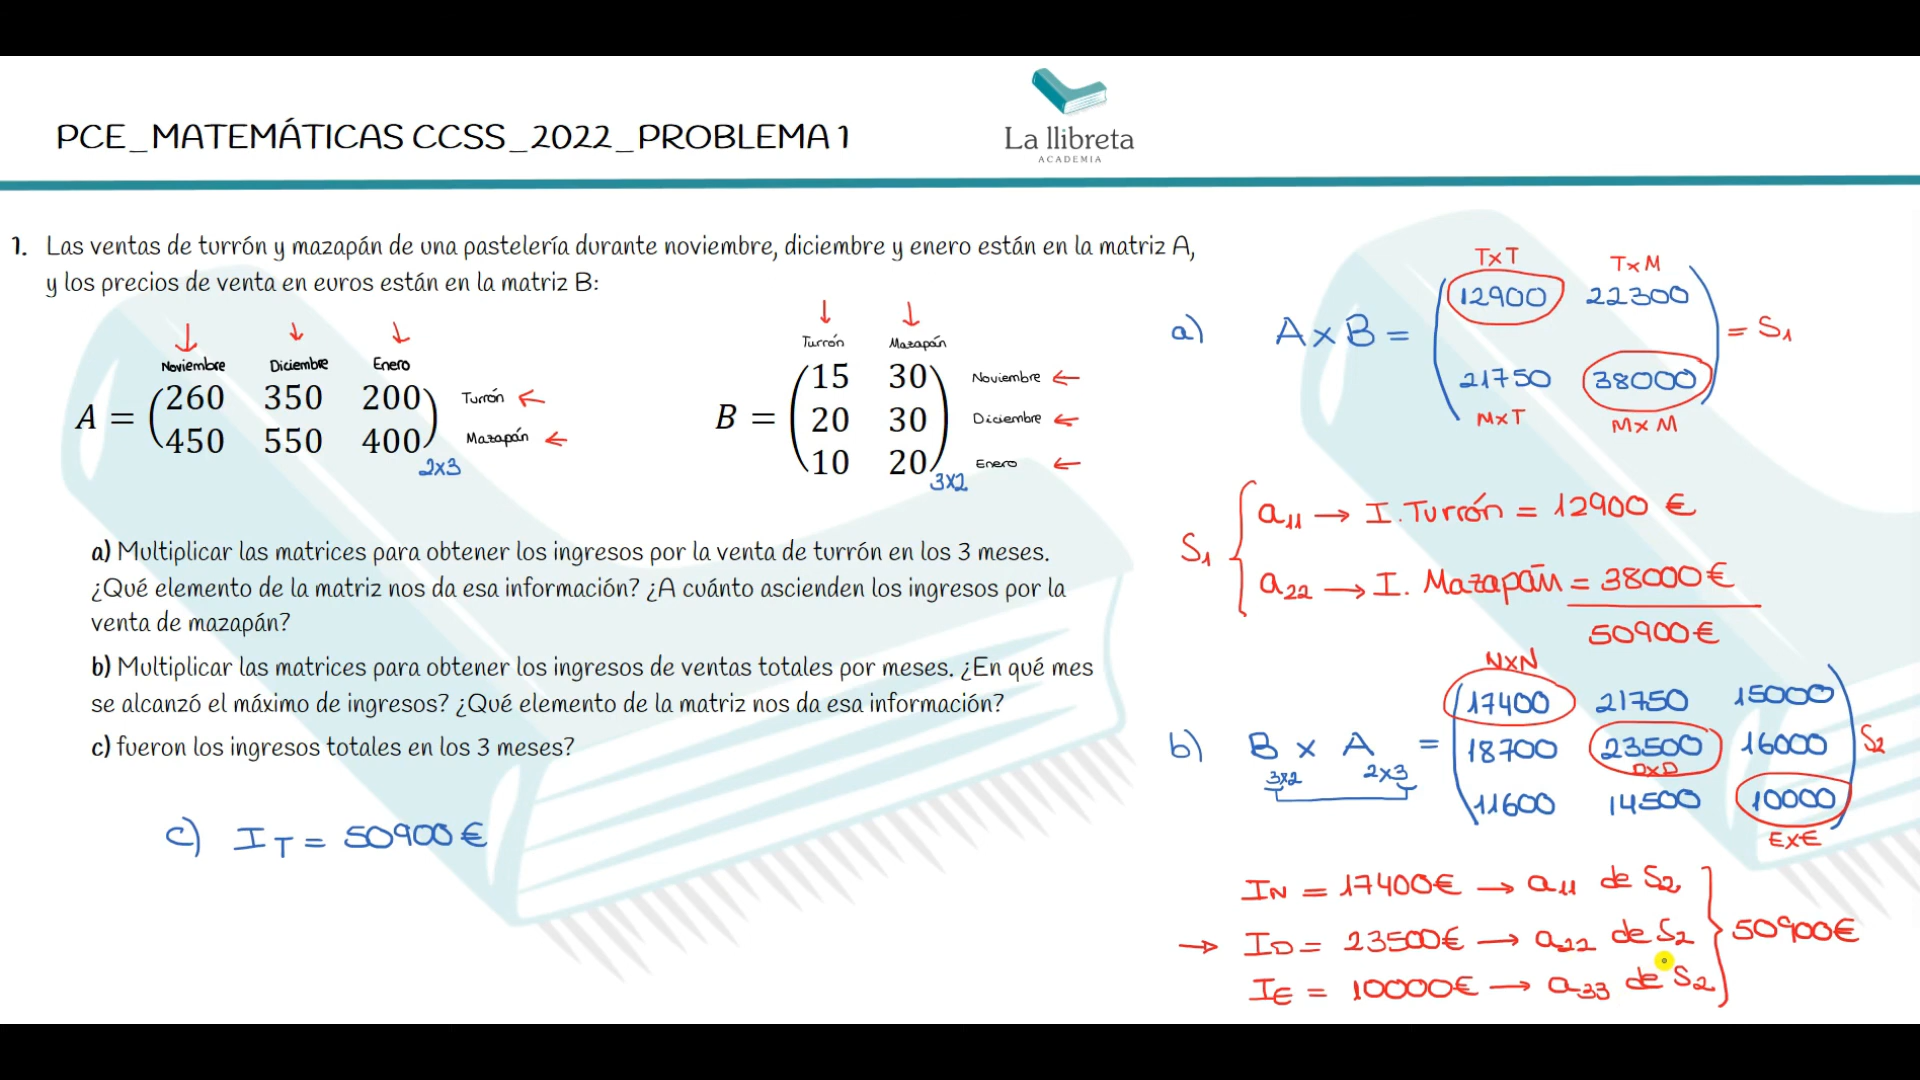 La llibreta
ACADEMIA
PCE_MATEMÁTICAS CCSS_2022_PROBLEMA 1
1. Las ventas de turrón y mazapán de una pastelería durante noviembre, diciembre y enero están en la matriz A,
y los precios de venta en euros están en la matriz B:
Noviembre Diciembre Enero
A = (260 350 200) Turrón
(450 550 400) Mazapán
2x3
Turrón Mazapán
B = (15 30) Noviembre
(20 30) Diciembre
(10 20) Enero
3x2
a) Multiplicar las matrices para obtener los ingresos por la venta de turrón en los 3 meses.
¿Qué elemento de la matriz nos da esa información? ¿A cuánto ascienden los ingresos por la
venta de mazapán?
b) Multiplicar las matrices para obtener los ingresos de ventas totales por meses. ¿En qué mes
se alcanzó el máximo de ingresos? ¿Qué elemento de la matriz nos da esa información?
c) fueron los ingresos totales en los 3 meses?
c) IT = 50900 €
TxT TxM
12900 22300
a) A x B = = S1
21750 38000
MxT MxM
S1 { a11 → I. Turrón = 12900 €
a22 → I. Mazapán = 38000 €
50900 €
NxN
17400 21750 15000
b) B x A = 18700 23500 16000 S2
3x2 2x3 DxD
11600 14500 10000
ExE
IN = 17400 € → a11 de S2
→ ID = 23500 € → a22 de S2 } 50900 €
IE = 10000 € → a33 de S2